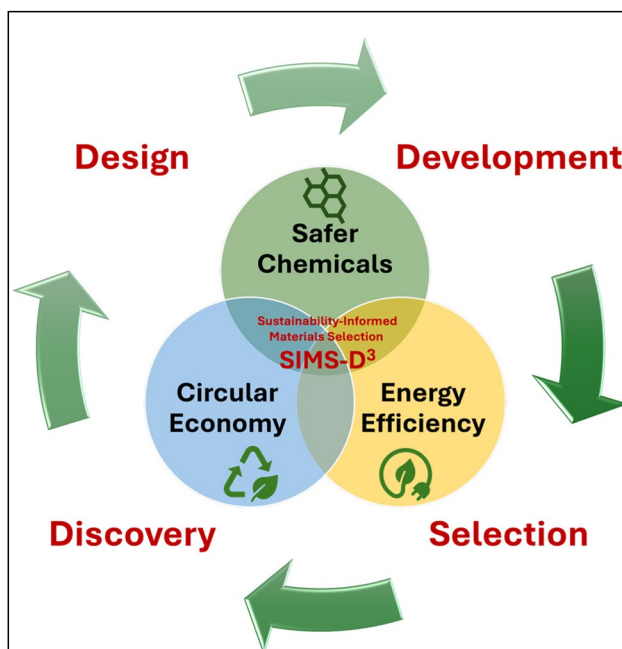 Design
Development
Safer
Chemicals
Sustainability-Informed
Materials Selection
SIMS-D³
Circular
Economy
Energy
Efficiency
Discovery
Selection